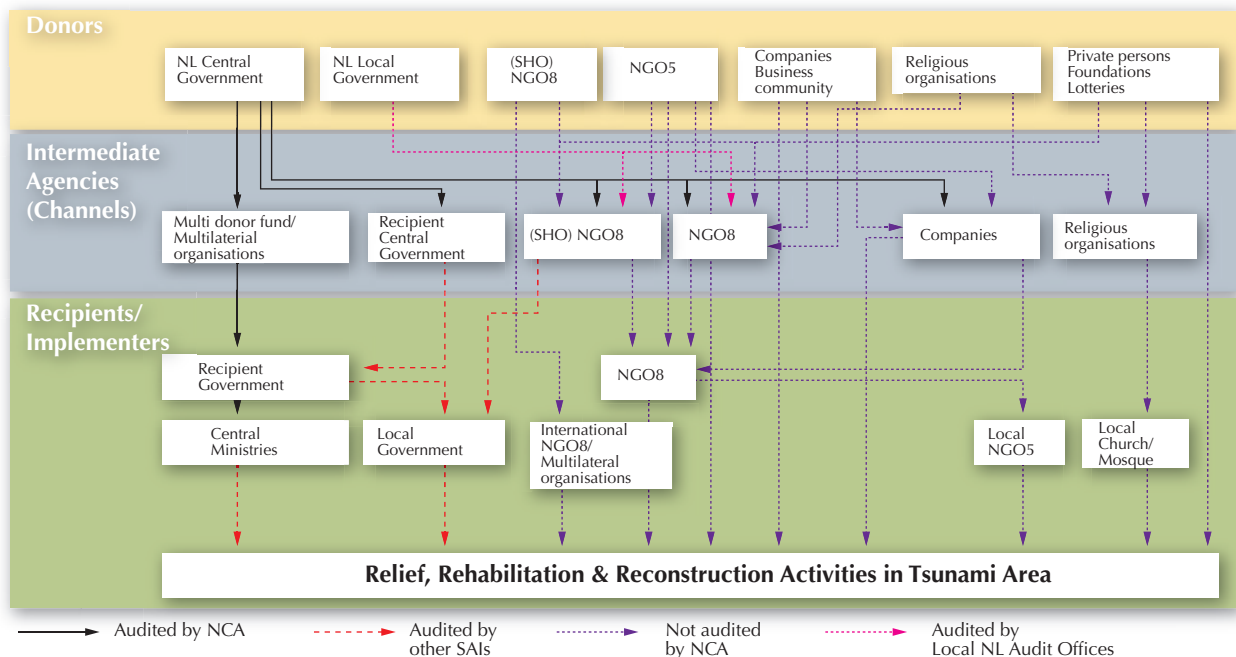 Donors
NL Central
Government
NL Local
Government
(SHO)
NGO8
NGO5
Companies
Business
community
Religious
organisations
Private persons
Foundations
Lotteries
Intermediate
Agencies
(Channels)
Multi donor fund/
Multilaterial
organisations
Recipient
Central
Government
(SHO) NGO8
NGO8
Companies
Religious
organisations
Recipients/
Implementers
Recipient
Government
NGO8
Central
Ministries
Local
Government
International
NGO8/
Multilateral
organisations
Local
NGO5
Local
Church/
Mosque
Relief, Rehabilitation & Reconstruction Activities in Tsunami Area
Audited by NCA
Audited by
other SAIs
Not audited
by NCA
Audited by
Local NL Audit Offices